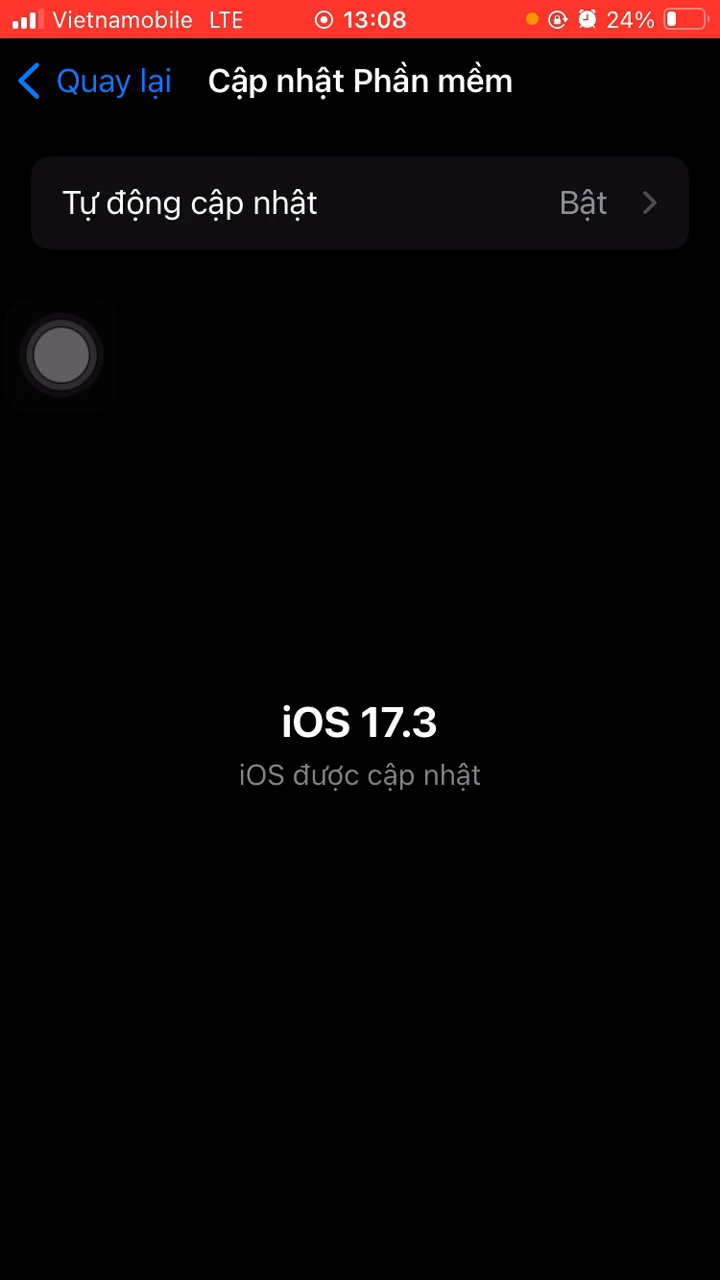 Vietnamobile LTE 13:08 24%
Quay lại Cập nhật Phần mềm
Tự động cập nhật Bật
iOS 17.3
iOS được cập nhật